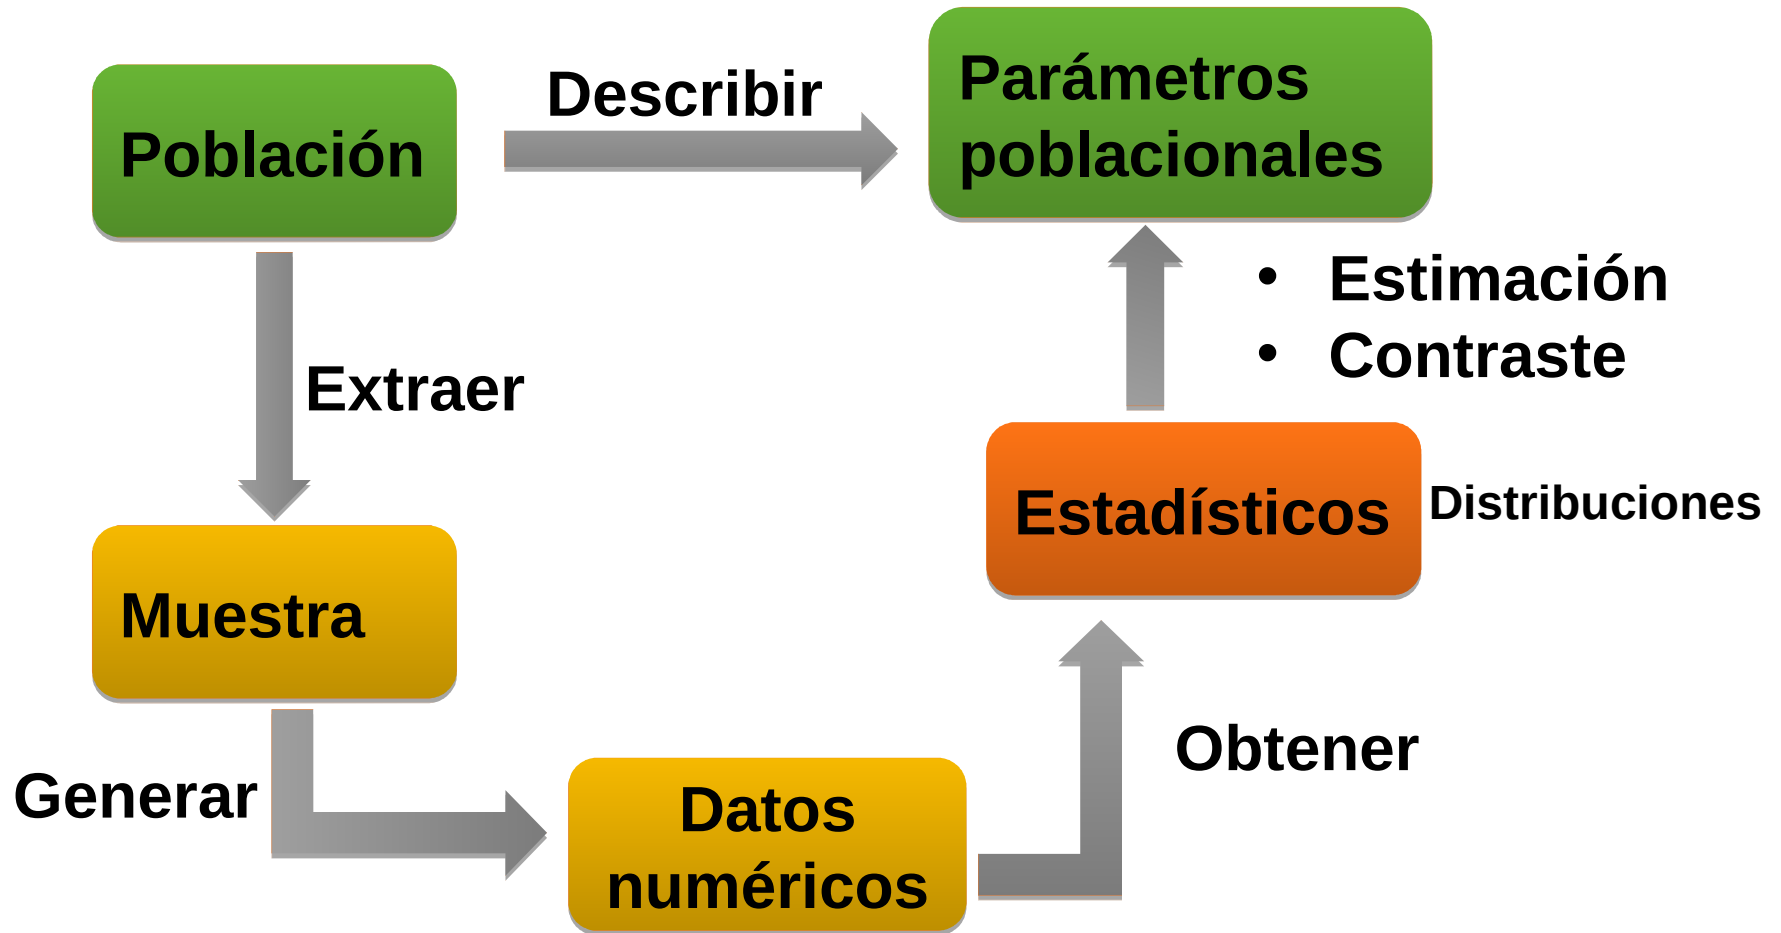 Población
Describir
Parámetros
poblacionales
• Estimación
• Contraste
Extraer
Estadísticos
Distribuciones
Muestra
Obtener
Generar
Datos
numéricos